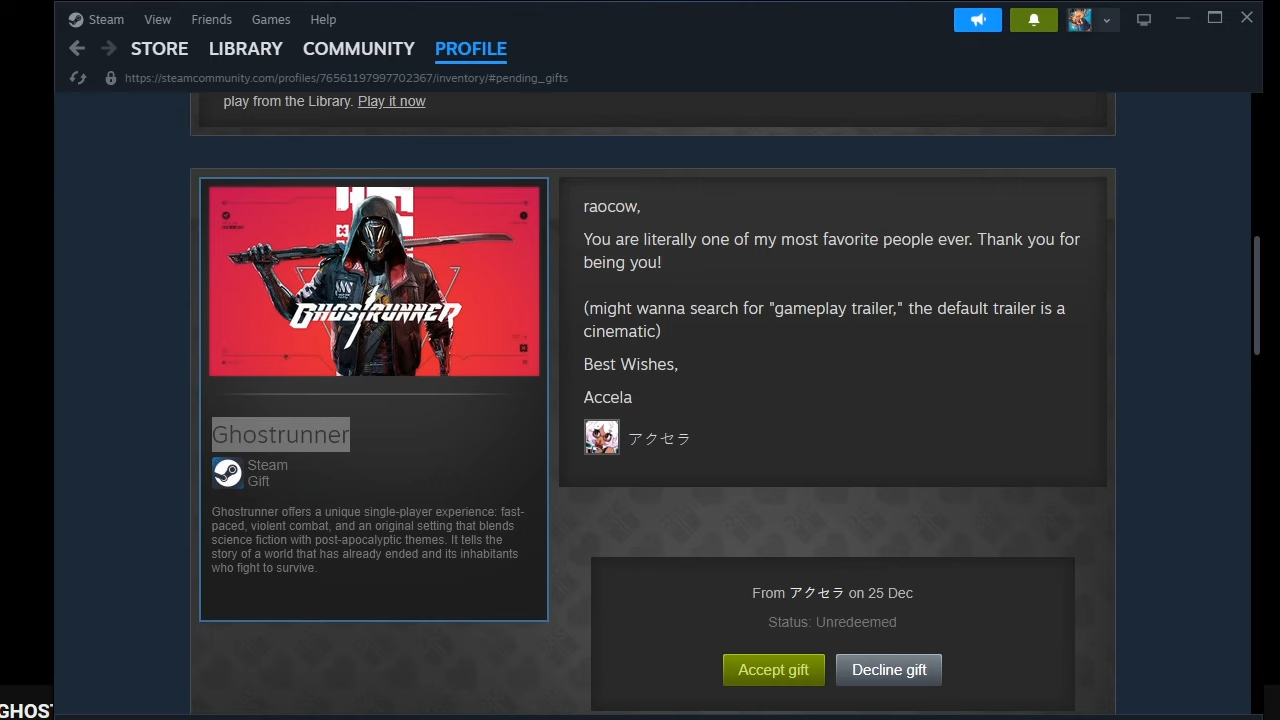 Steam View Friends Games Help
STORE LIBRARY COMMUNITY PROFILE
https://steamcommunity.com/profiles/76561197997702367/inventory/#pending_gifts
play from the Library. Play it now
GHOSTRUNNER
Ghostrunner
Steam
Gift
Ghostrunner offers a unique single-player experience: fast-
paced, violent combat, and an original setting that blends
science fiction with post-apocalyptic themes. It tells the
story of a world that has already ended and its inhabitants
who fight to survive.
raocow,
You are literally one of my most favorite people ever. Thank you for
being you!
(might wanna search for "gameplay trailer," the default trailer is a
cinematic)
Best Wishes,
Accela
アクセラ
From アクセラ on 25 Dec
Status: Unredeemed
Accept gift Decline gift
GHOST